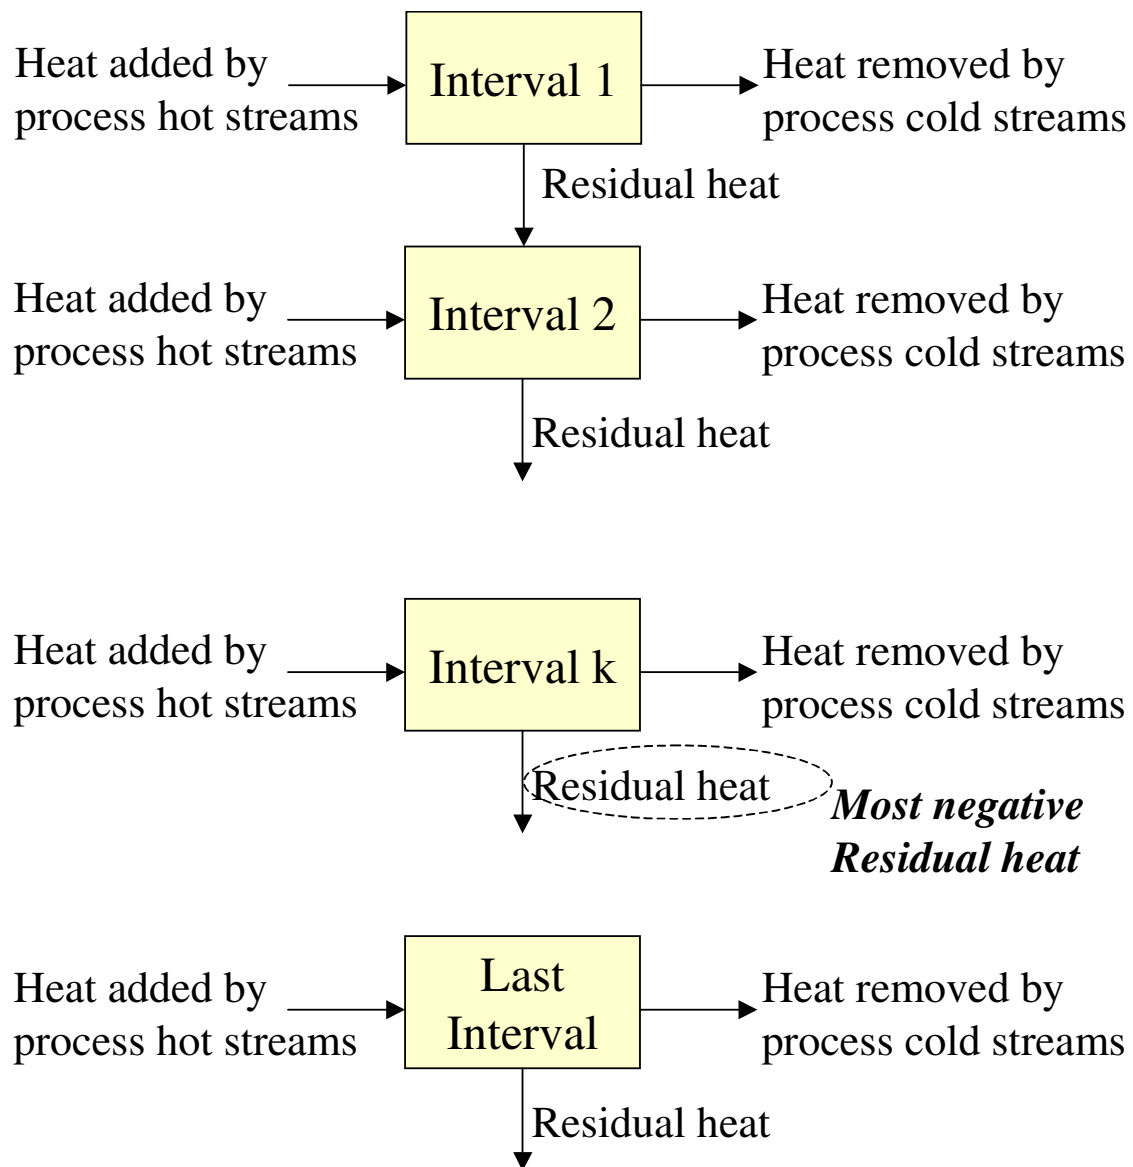 Heat added by
process hot streams
Interval 1
Heat removed by
process cold streams
Residual heat
Heat added by
process hot streams
Interval 2
Heat removed by
process cold streams
Residual heat
Heat added by
process hot streams
Interval k
Heat removed by
process cold streams
Residual heat
Most negative
Residual heat
Heat added by
process hot streams
Last
Interval
Heat removed by
process cold streams
Residual heat